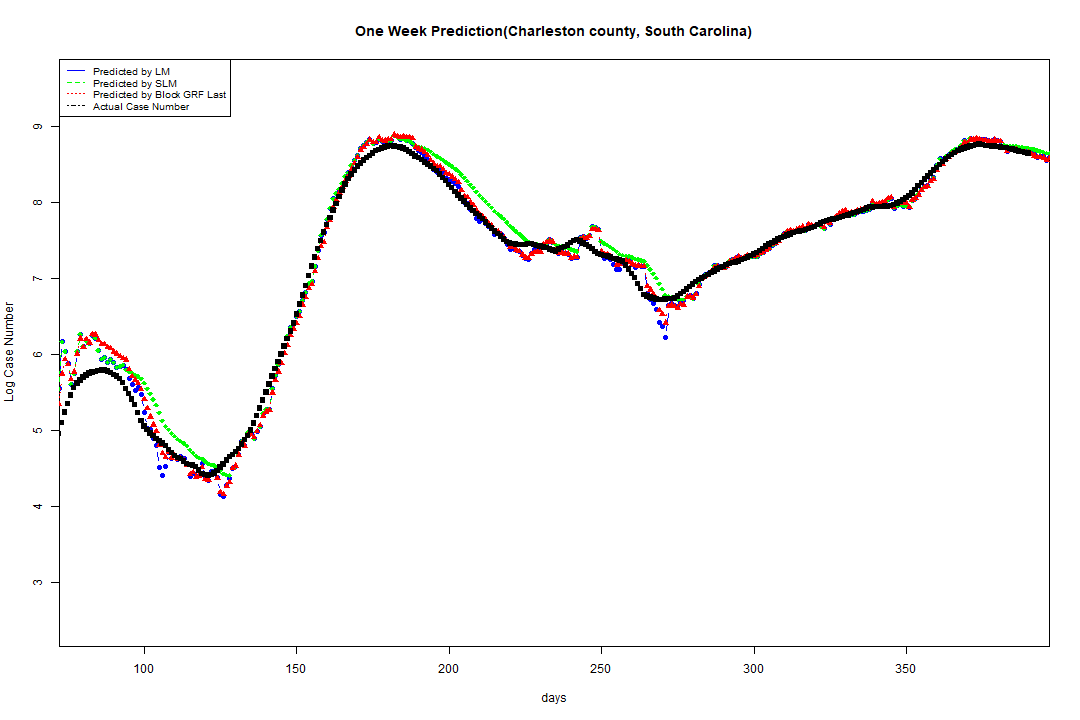 One Week Prediction(Charleston county, South Carolina)
Predicted by LM
Predicted by SLM
Predicted by Block GRF Last
Actual Case Number
Log Case Number
9
8
7
6
5
4
3
100 150 200 250 300 350
days